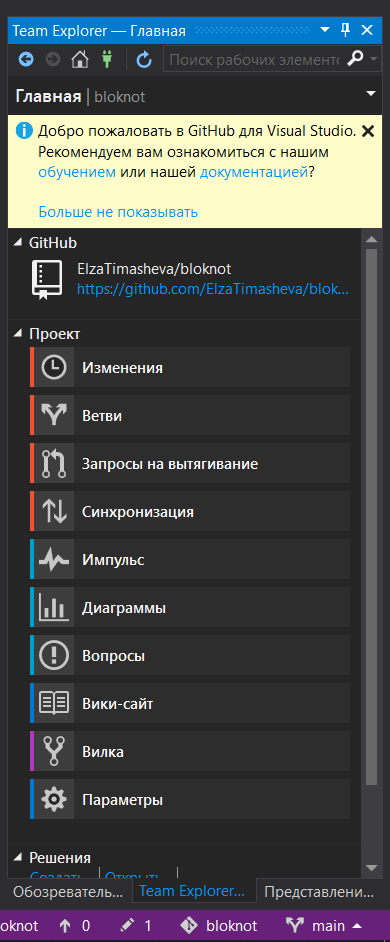 Team Explorer — Главная
Поиск рабочих элементо
Главная | bloknot
Добро пожаловать в GitHub для Visual Studio.
Рекомендуем вам ознакомиться с нашим
обучением или нашей документацией?
Больше не показывать
GitHub
ElzaTimasheva/bloknot
https://github.com/ElzaTimasheva/blok...
Проект
Изменения
Ветви
Запросы на вытягивание
Синхронизация
Импульс
Диаграммы
Вопросы
Вики-сайт
Вилка
Параметры
Решения
Создать | Открыть |
Обозреватель... Team Explorer... Представлени...
oknot 0 1 bloknot main